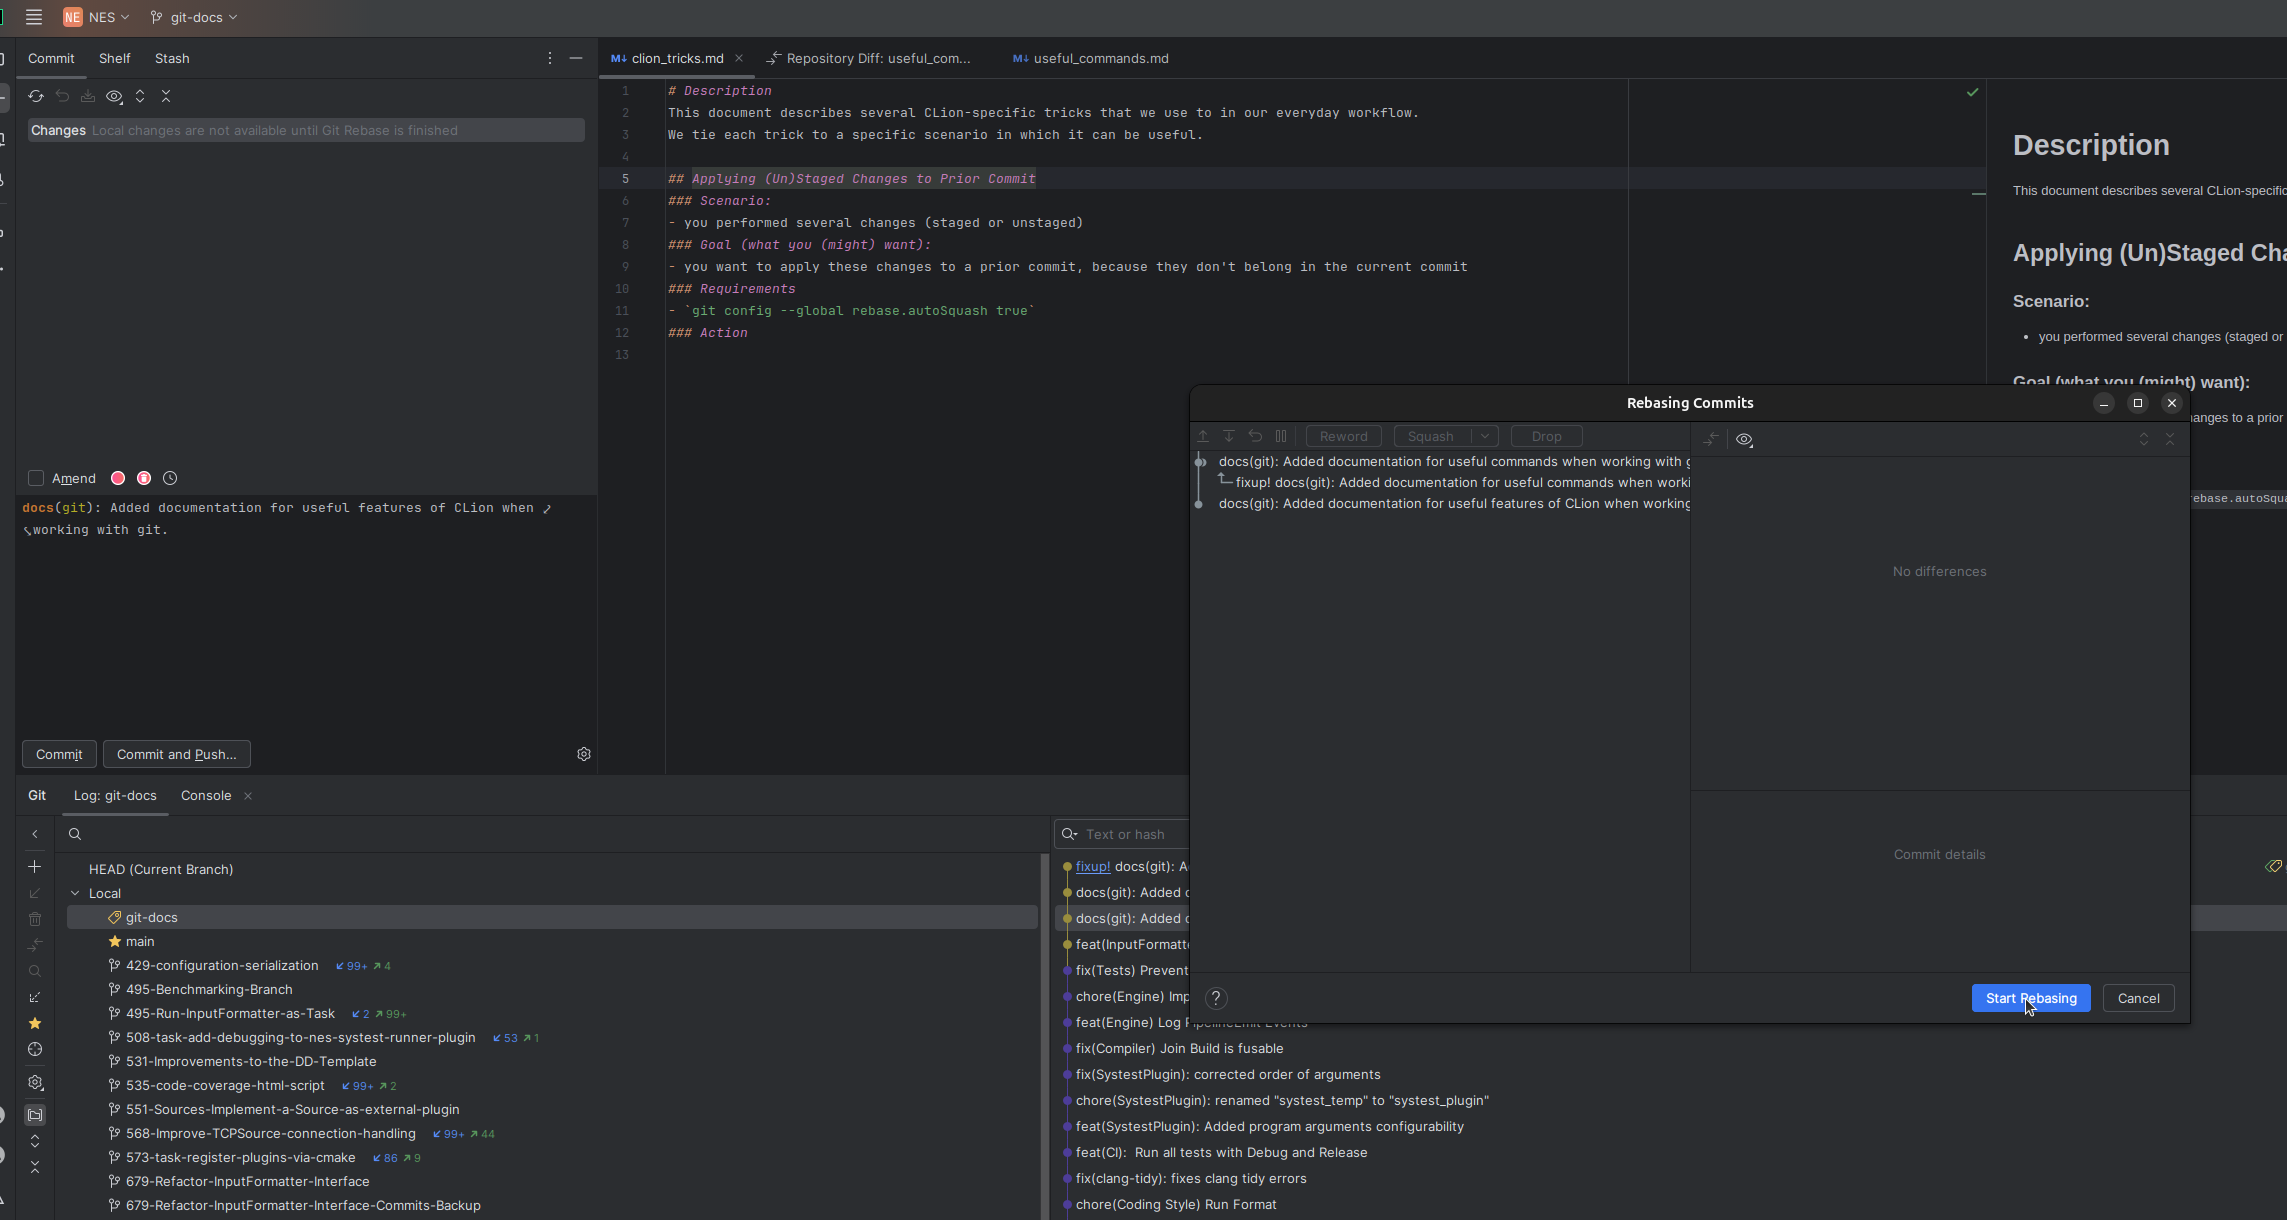 NE NES git-docs
Commit Shelf Stash
Changes Local changes are not available until Git Rebase is finished
Amend
docs(git): Added documentation for useful features of CLion when
working with git.
Commit Commit and Push...
clion_tricks.md Repository Diff: useful_com... useful_commands.md
1 # Description
2 This document describes several CLion-specific tricks that we use to in our everyday workflow.
3 We tie each trick to a specific scenario in which it can be useful.
4
5 ## Applying (Un)Staged Changes to Prior Commit
6 ### Scenario:
7 - you performed several changes (staged or unstaged)
8 ### Goal (what you (might) want):
9 - you want to apply these changes to a prior commit, because they don't belong in the current commit
10 ### Requirements
11 - `git config --global rebase.autoSquash true`
12 ### Action
13
Description
This document describes several CLion-specific
Applying (Un)Staged Cha
Scenario:
• you performed several changes (staged or
Goal (what you (might) want):
anges to a prior
ebase.autoSqua
Rebasing Commits
Reword Squash Drop
docs(git): Added documentation for useful commands when working with g
fixup! docs(git): Added documentation for useful commands when worki
docs(git): Added documentation for useful features of CLion when working
No differences
Commit details
? Start Rebasing Cancel
Git Log: git-docs Console
HEAD (Current Branch)
Local
git-docs
main
429-configuration-serialization 99+ 4
495-Benchmarking-Branch
495-Run-InputFormatter-as-Task 2 99+
508-task-add-debugging-to-nes-systest-runner-plugin 53 1
531-Improvements-to-the-DD-Template
535-code-coverage-html-script 99+ 2
551-Sources-Implement-a-Source-as-external-plugin
568-Improve-TCPSource-connection-handling 99+ 44
573-task-register-plugins-via-cmake 86 9
679-Refactor-InputFormatter-Interface
679-Refactor-InputFormatter-Interface-Commits-Backup
Text or hash
fixup! docs(git): A
docs(git): Added
docs(git): Added
feat(InputFormatte
fix(Tests) Prevent
chore(Engine) Imp
feat(Engine) Log PipelineEmit Events
fix(Compiler) Join Build is fusable
fix(SystestPlugin): corrected order of arguments
chore(SystestPlugin): renamed "systest_temp" to "systest_plugin"
feat(SystestPlugin): Added program arguments configurability
feat(CI): Run all tests with Debug and Release
fix(clang-tidy): fixes clang tidy errors
chore(Coding Style) Run Format